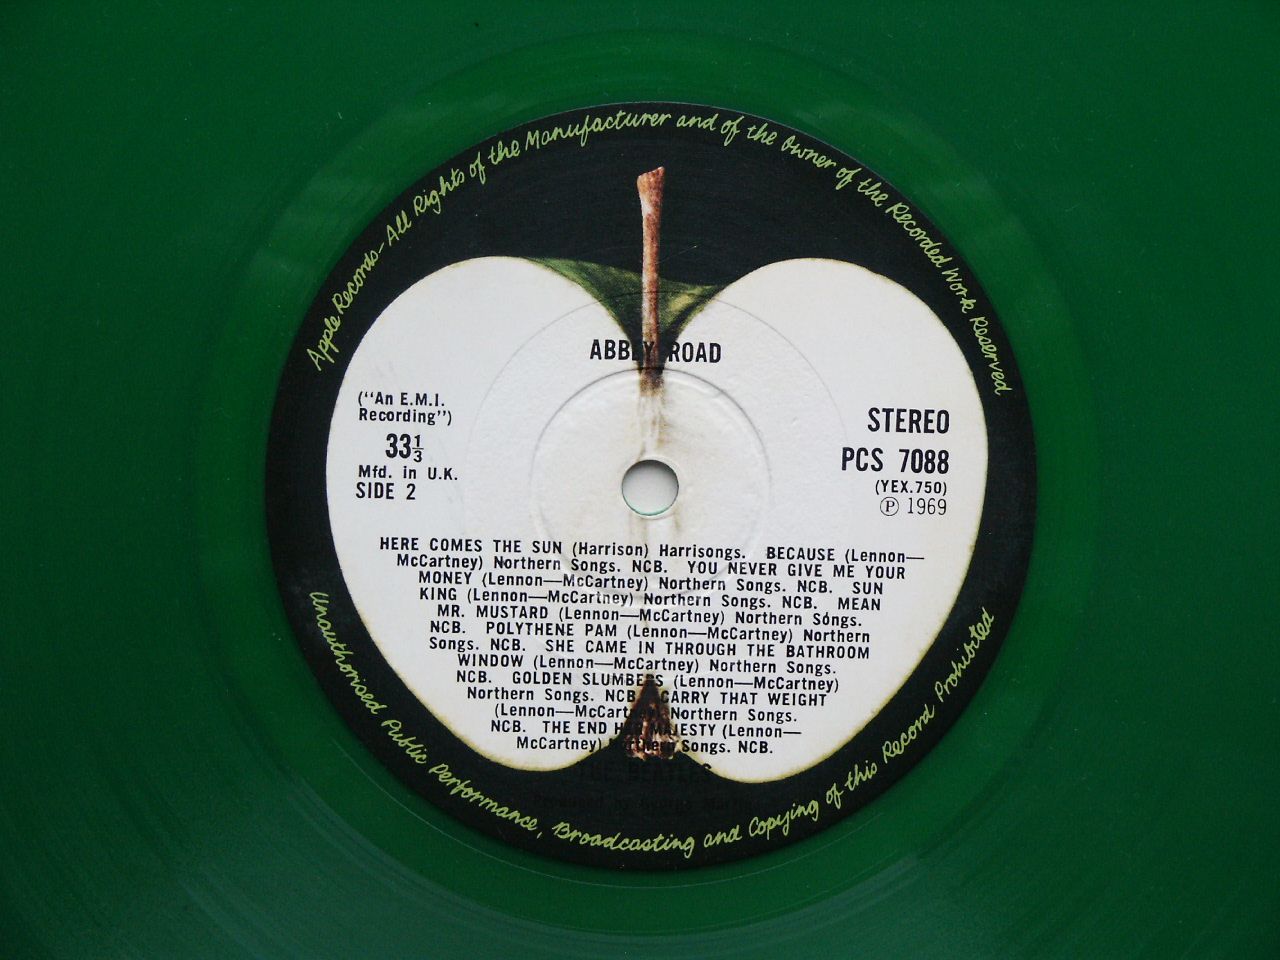 Apple Records-All Rights of the Manufacturer and of the Owner of the Recorded Work Reserved
ABBEY ROAD
("An E.M.I.
Recording")
33⅓
Mfd. in U.K.
SIDE 2
STEREO
PCS 7088
(YEX.750)
Ⓟ 1969
HERE COMES THE SUN (Harrison) Harrisongs. BECAUSE (Lennon—
McCartney) Northern Songs. NCB. YOU NEVER GIVE ME YOUR
MONEY (Lennon—McCartney) Northern Songs. NCB. SUN
KING (Lennon—McCartney) Northern Songs. NCB. MEAN
MR. MUSTARD (Lennon—McCartney) Northern Songs.
NCB. POLYTHENE PAM (Lennon—McCartney) Northern
Songs. NCB. SHE CAME IN THROUGH THE BATHROOM
WINDOW (Lennon—McCartney) Northern Songs.
NCB. GOLDEN SLUMBERS (Lennon—McCartney)
Northern Songs. NCB. CARRY THAT WEIGHT
(Lennon—McCartney) Northern Songs.
NCB. THE END HER MAJESTY (Lennon—
McCartney) Northern Songs. NCB.
THE BEATLES
Produced by George Martin
Unauthorised Public Performance, Broadcasting and Copying of this Record Prohibited